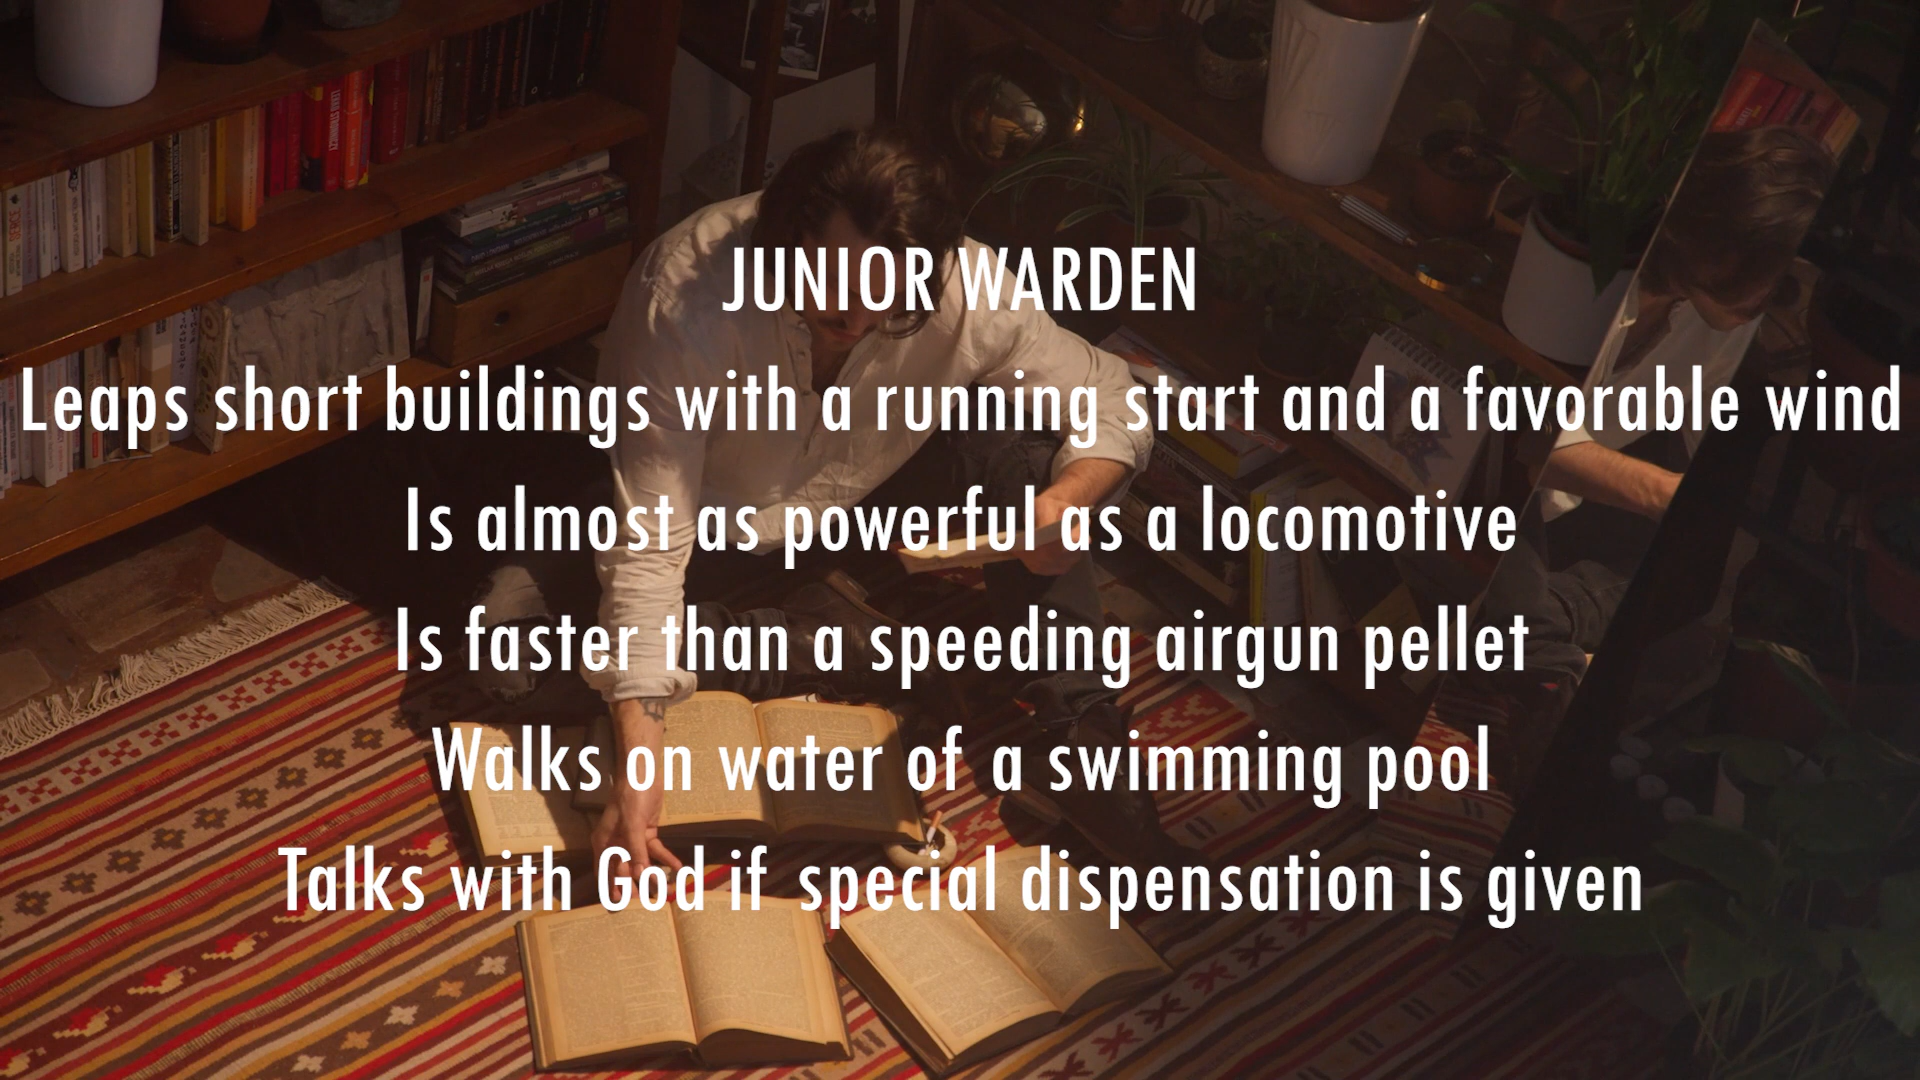 JUNIOR WARDEN
Leaps short buildings with a running start and a favorable wind
Is almost as powerful as a locomotive
Is faster than a speeding airgun pellet
Walks on water of a swimming pool
Talks with God if special dispensation is given